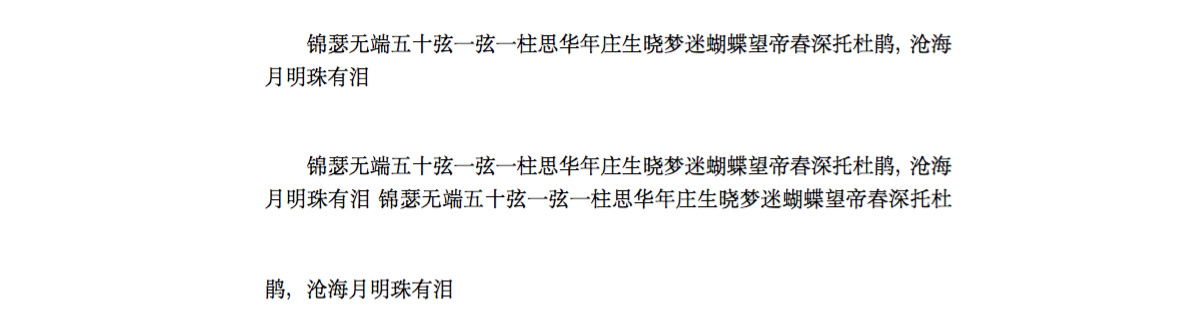 锦瑟无端五十弦一弦一柱思华年庄生晓梦迷蝴蝶望帝春深托杜鹃，沧海
月明珠有泪
锦瑟无端五十弦一弦一柱思华年庄生晓梦迷蝴蝶望帝春深托杜鹃，沧海
月明珠有泪 锦瑟无端五十弦一弦一柱思华年庄生晓梦迷蝴蝶望帝春深托杜
鹃，沧海月明珠有泪